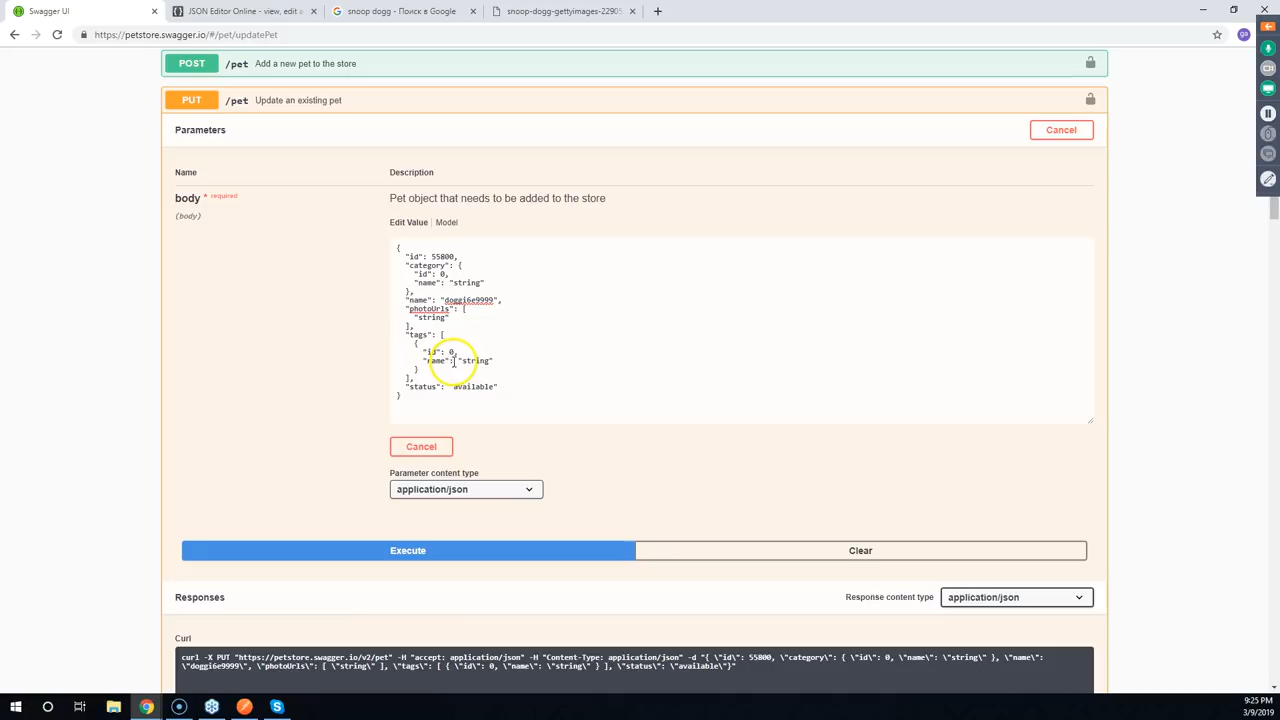 Swagger UI
JSON Editor Online - view, edit a
snoop dogg - Поиск в Google
snoop-dogg-gettyimages-22905
https://petstore.swagger.io/#/pet/updatePet
ga
POST /pet Add a new pet to the store
PUT /pet Update an existing pet
Parameters
Cancel
Name
Description
body * required
(body)
Pet object that needs to be added to the store
Edit Value | Model
{
"id": 55800,
"category": {
"id": 0,
"name": "string"
},
"name": "doggi6e9999",
"photoUrls": [
"string"
],
"tags": [
{
"id": 0,
"name": "string"
}
],
"status": "available"
}
Cancel
Parameter content type
application/json
Execute
Clear
Responses
Response content type
application/json
Curl
curl -X PUT "https://petstore.swagger.io/v2/pet" -H "accept: application/json" -H "Content-Type: application/json" -d "{ \"id\": 55800, \"category\": { \"id\": 0, \"name\": \"string\" }, \"name\":
\"doggi6e9999\", \"photoUrls\": [ \"string\" ], \"tags\": [ { \"id\": 0, \"name\": \"string\" } ], \"status\": \"available\"}"
9:25 PM
3/9/2019